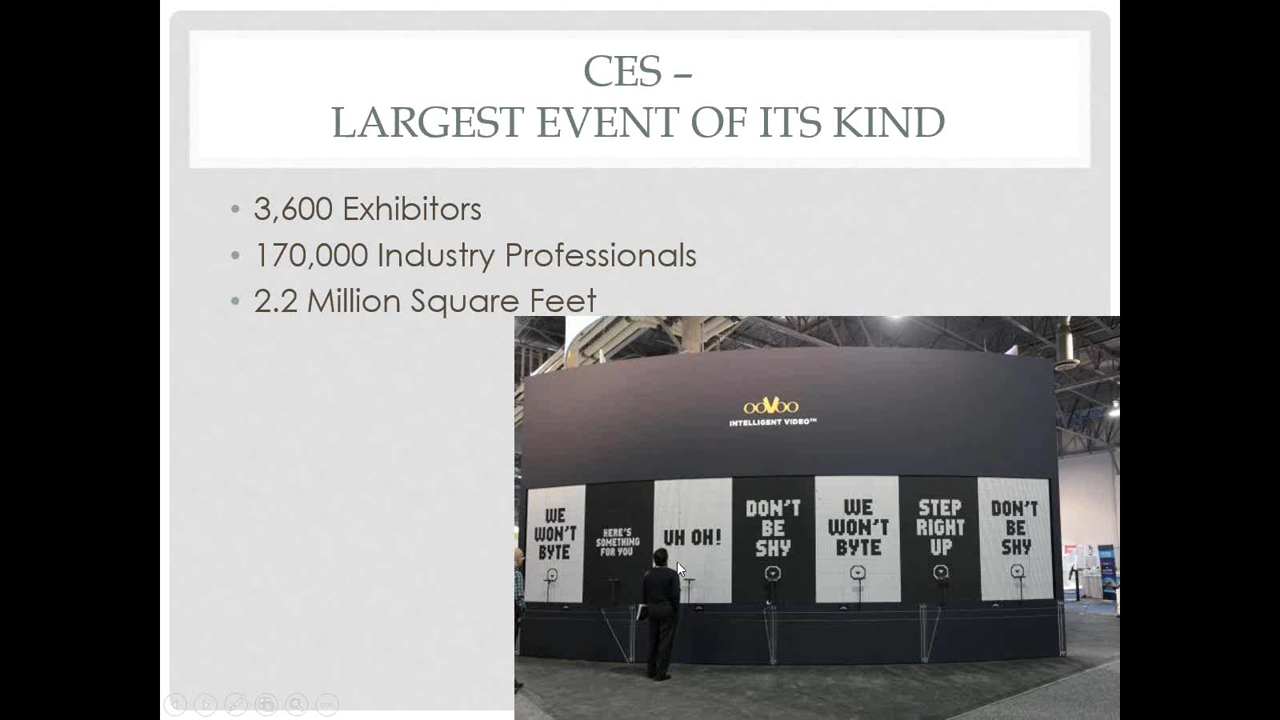 CES –
LARGEST EVENT OF ITS KIND
• 3,600 Exhibitors
• 170,000 Industry Professionals
• 2.2 Million Square Feet
ooVoo
INTELLIGENT VIDEO™
WE
WON'T
BYTE
HERE'S
SOMETHING
FOR YOU
UH OH!
DON'T
BE
SHY
WE
WON'T
BYTE
STEP
RIGHT
UP
DON'T
BE
SHY